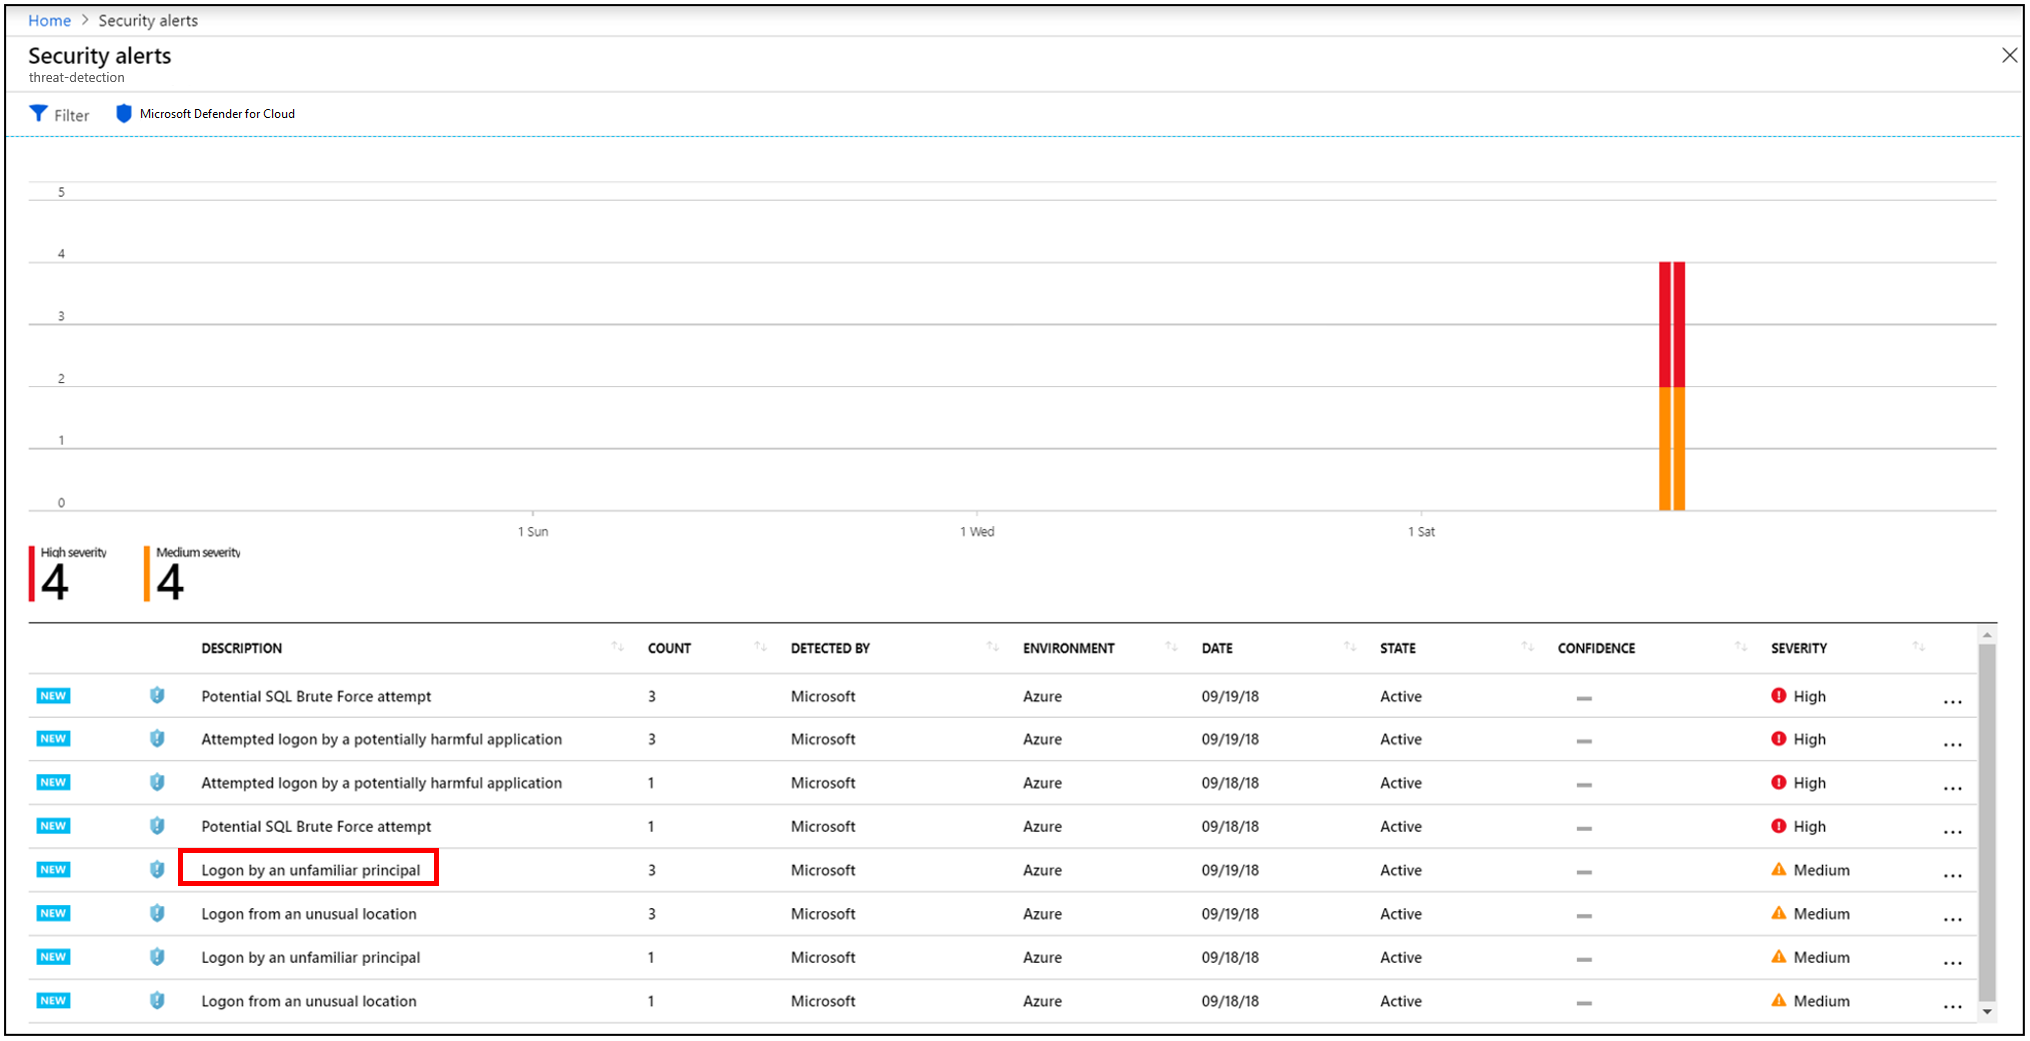 Home > Security alerts
Security alerts
threat-detection
Filter Microsoft Defender for Cloud
5
4
3
2
1
0
1 Sun 1 Wed 1 Sat
High severity Medium severity
4 4
DESCRIPTION COUNT DETECTED BY ENVIRONMENT DATE STATE CONFIDENCE SEVERITY
NEW Potential SQL Brute Force attempt 3 Microsoft Azure 09/19/18 Active High ...
NEW Attempted logon by a potentially harmful application 3 Microsoft Azure 09/19/18 Active High ...
NEW Attempted logon by a potentially harmful application 1 Microsoft Azure 09/18/18 Active High ...
NEW Potential SQL Brute Force attempt 1 Microsoft Azure 09/18/18 Active High ...
NEW Logon by an unfamiliar principal 3 Microsoft Azure 09/19/18 Active Medium ...
NEW Logon from an unusual location 3 Microsoft Azure 09/19/18 Active Medium ...
NEW Logon by an unfamiliar principal 1 Microsoft Azure 09/18/18 Active Medium ...
NEW Logon from an unusual location 1 Microsoft Azure 09/18/18 Active Medium ...